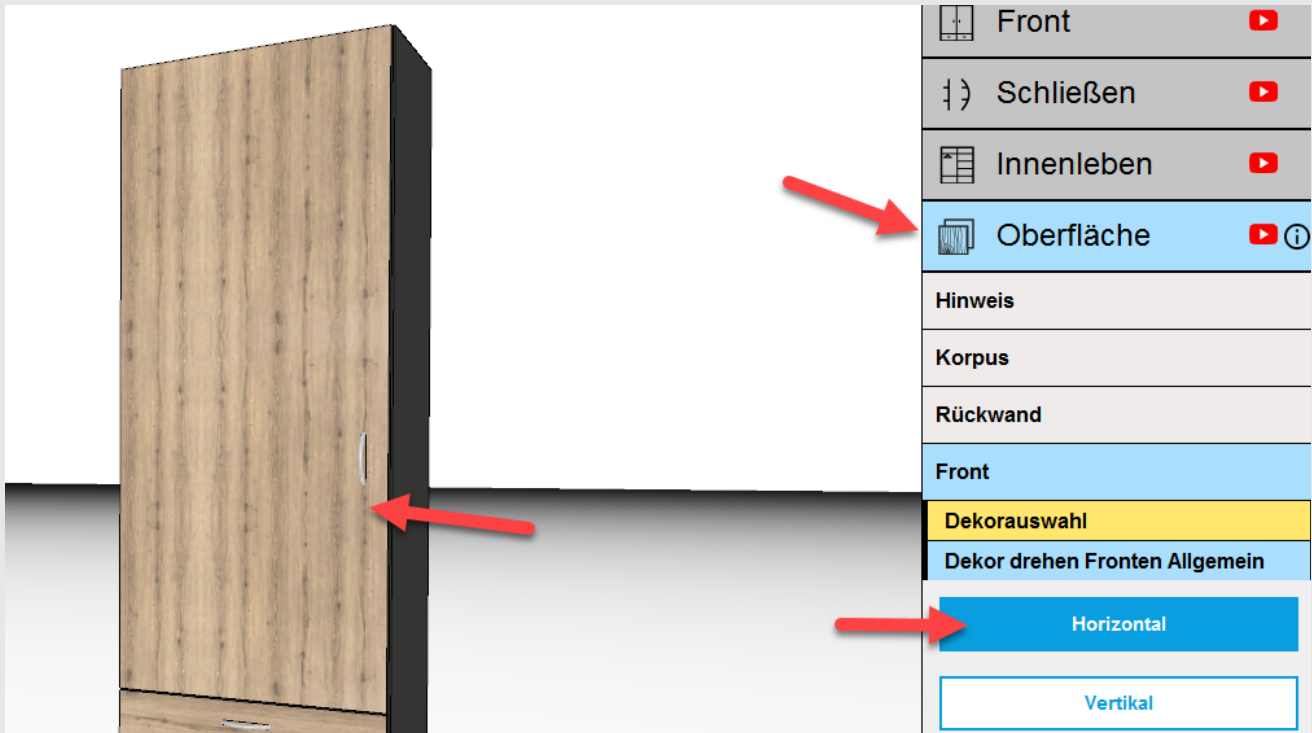 Front
Schließen
Innenleben
Oberfläche
Hinweis
Korpus
Rückwand
Front
Dekorauswahl
Dekor drehen Fronten Allgemein
Horizontal
Vertikal